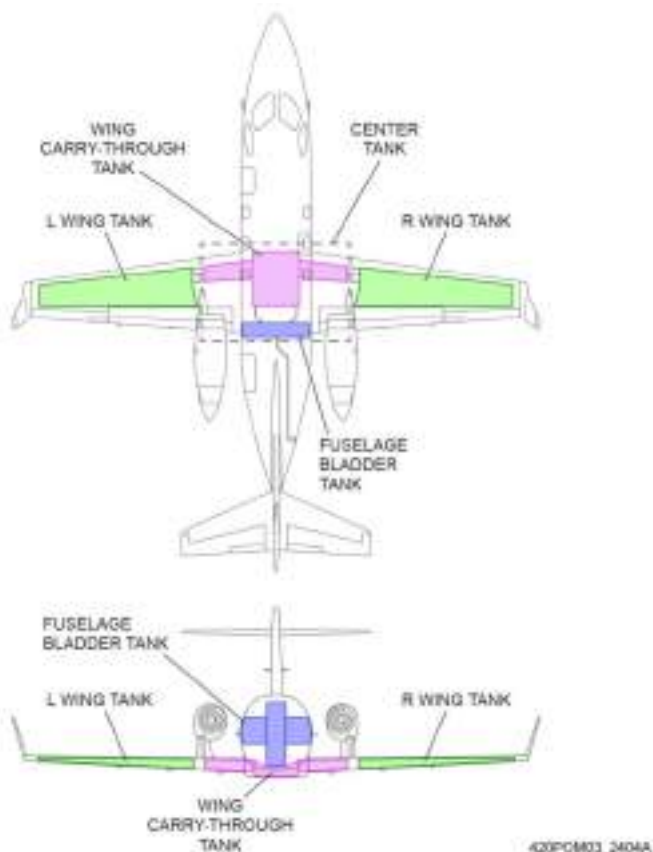 WING
CARRY-THROUGH
TANK
CENTER
TANK
L WING TANK
R WING TANK
FUSELAGE
BLADDER
TANK
FUSELAGE
BLADDER TANK
L WING TANK
R WING TANK
WING
CARRY-THROUGH
TANK
420POM03_2404A